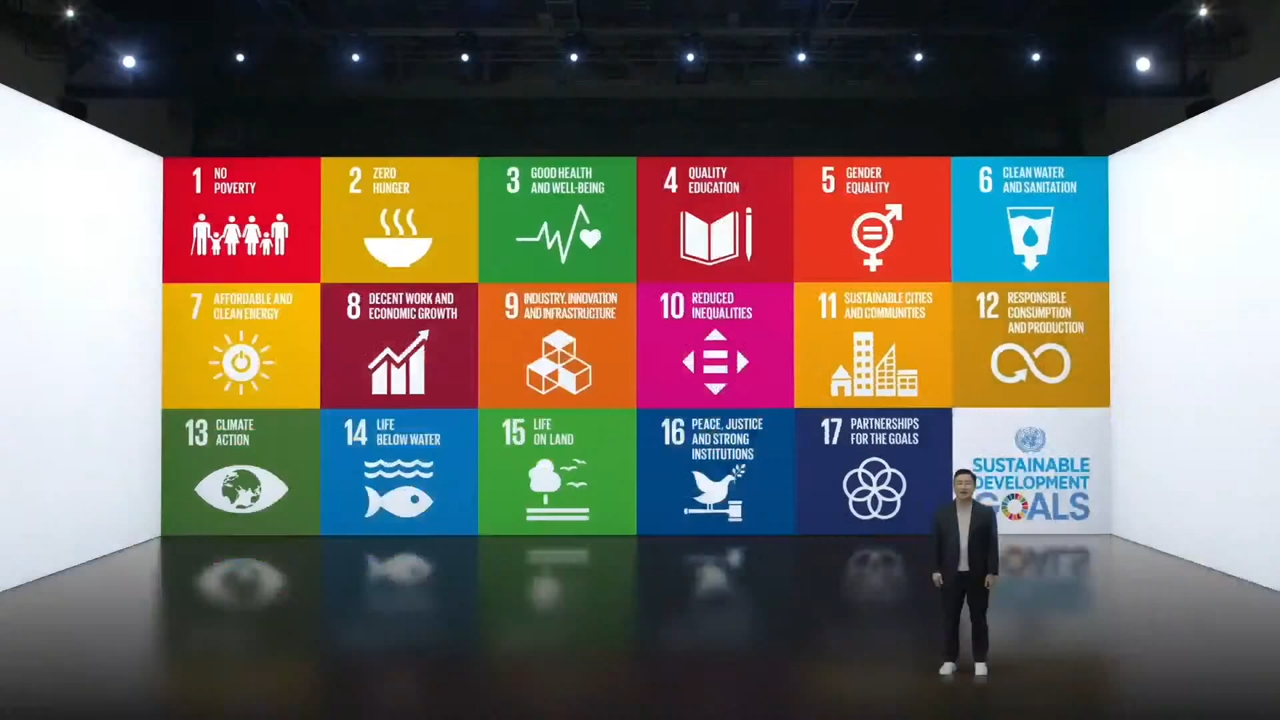 1 NO
POVERTY
2 ZERO
HUNGER
3 GOOD HEALTH
AND WELL-BEING
4 QUALITY
EDUCATION
5 GENDER
EQUALITY
6 CLEAN WATER
AND SANITATION
7 AFFORDABLE AND
CLEAN ENERGY
8 DECENT WORK AND
ECONOMIC GROWTH
9 INDUSTRY, INNOVATION
AND INFRASTRUCTURE
10 REDUCED
INEQUALITIES
11 SUSTAINABLE CITIES
AND COMMUNITIES
12 RESPONSIBLE
CONSUMPTION
AND PRODUCTION
13 CLIMATE
ACTION
14 LIFE
BELOW WATER
15 LIFE
ON LAND
16 PEACE, JUSTICE
AND STRONG
INSTITUTIONS
17 PARTNERSHIPS
FOR THE GOALS
SUSTAINABLE
DEVELOPMENT
GOALS